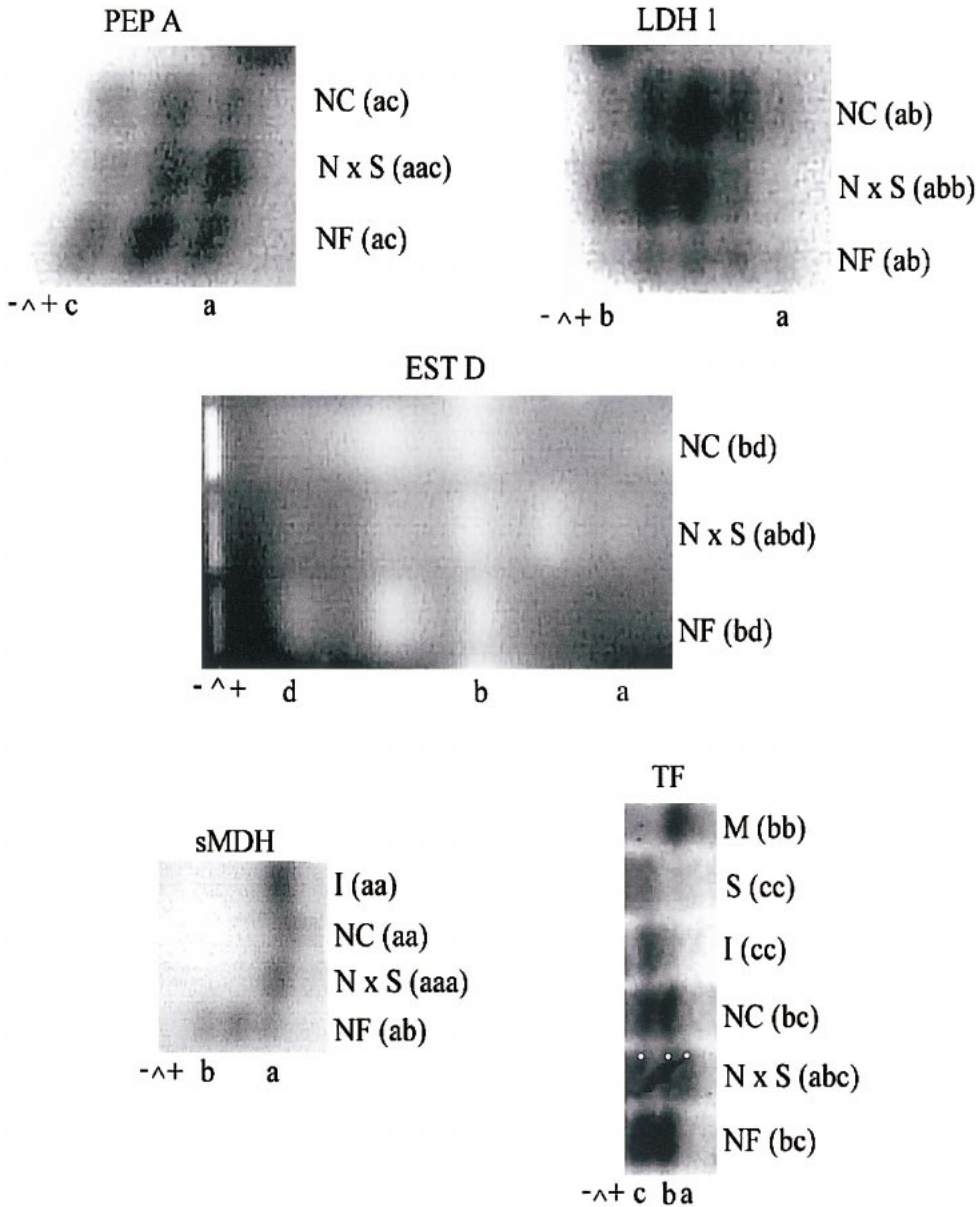 PEP A
NC (ac)
N x S (aac)
NF (ac)
- ^ + c a
LDH 1
NC (ab)
N x S (abb)
NF (ab)
- ^ + b a
EST D
NC (bd)
N x S (abd)
NF (bd)
- ^ + d b a
sMDH
I (aa)
NC (aa)
N x S (aaa)
NF (ab)
-^+ b a
TF
M (bb)
S (cc)
I (cc)
NC (bc)
N x S (abc)
NF (bc)
-^+ c b a